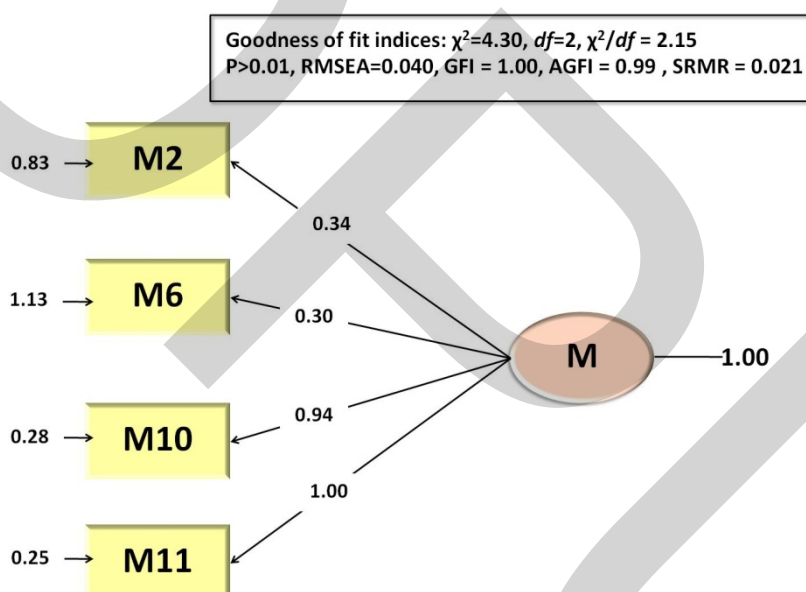 Goodness of fit indices: χ²=4.30, df=2, χ²/df = 2.15
P>0.01, RMSEA=0.040, GFI = 1.00, AGFI = 0.99 , SRMR = 0.021
0.83
M2
0.34
1.13
M6
0.30
M
1.00
0.28
M10
0.94
1.00
0.25
M11